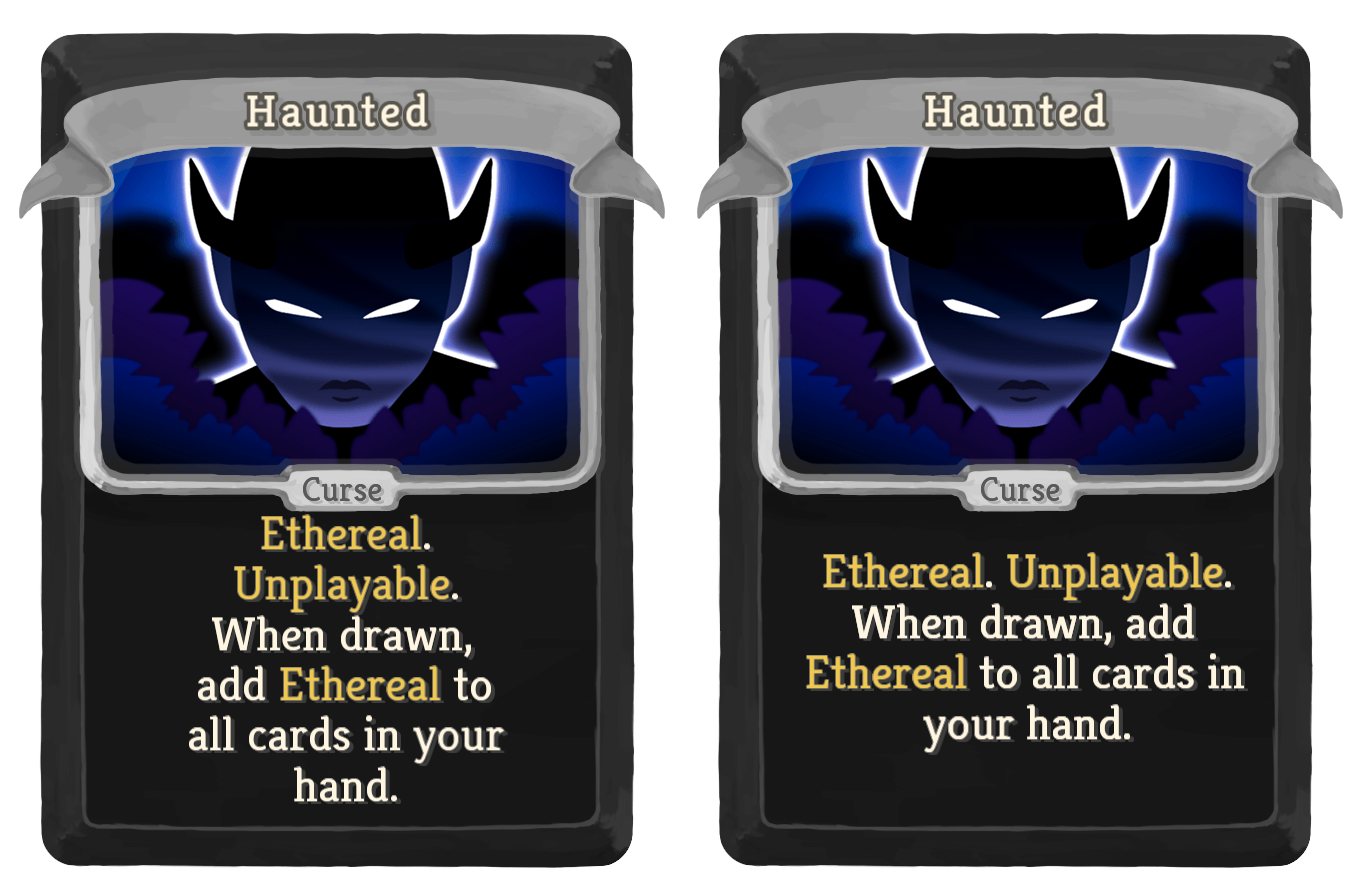 Haunted
Curse
Ethereal.
Unplayable.
When drawn,
add Ethereal to
all cards in your
hand.
Haunted
Curse
Ethereal. Unplayable.
When drawn, add
Ethereal to all cards in
your hand.